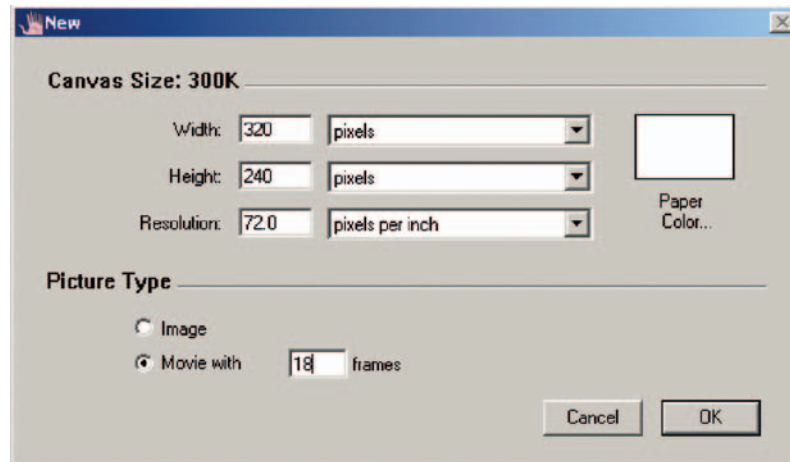 New
Canvas Size: 300K
Width: 320 pixels
Height: 240 pixels
Resolution: 72.0 pixels per inch
Paper
Color...
Picture Type
Image
Movie with 18 frames
Cancel OK